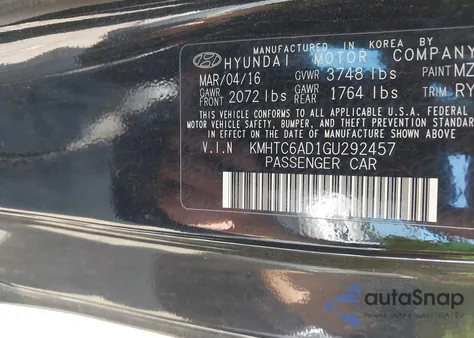 MANUFACTURED IN KOREA BY
HYUNDAI MOTOR COMPANY
MAR/04/16 GVWR 3748 lbs PAINT MZ
GAWR FRONT 2072 lbs GAWR REAR 1764 lbs TRIM RY
THIS VEHICLE CONFORMS TO ALL APPLICABLE U.S.A. FEDERAL
MOTOR VEHICLE SAFETY, BUMPER, AND THEFT PREVENTION STANDARDS
IN EFFECT ON THE DATE OF MANUFACTURE SHOWN ABOVE
V.I.N KMHTC6AD1GU292457
PASSENGER CAR
autoSnap